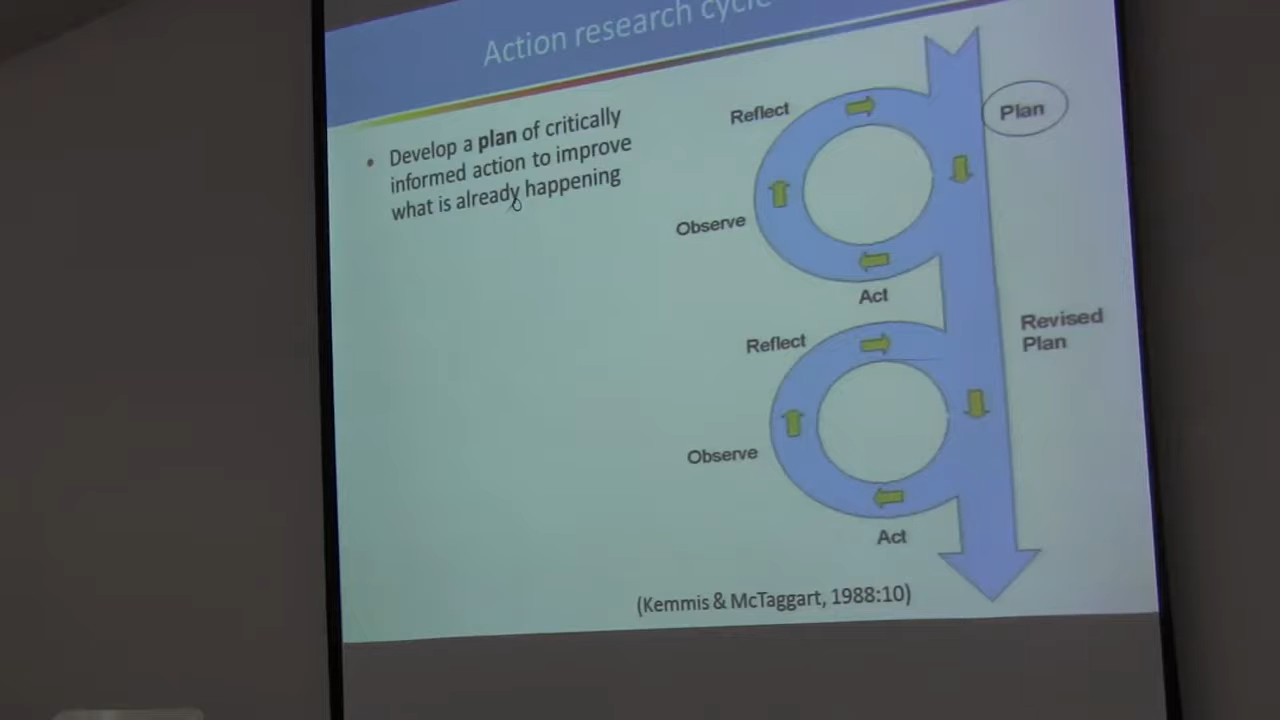 Action research cycle
• Develop a plan of critically
informed action to improve
what is already happening
Reflect
Plan
Observe
Act
Revised
Plan
Reflect
Observe
Act
(Kemmis & McTaggart, 1988:10)